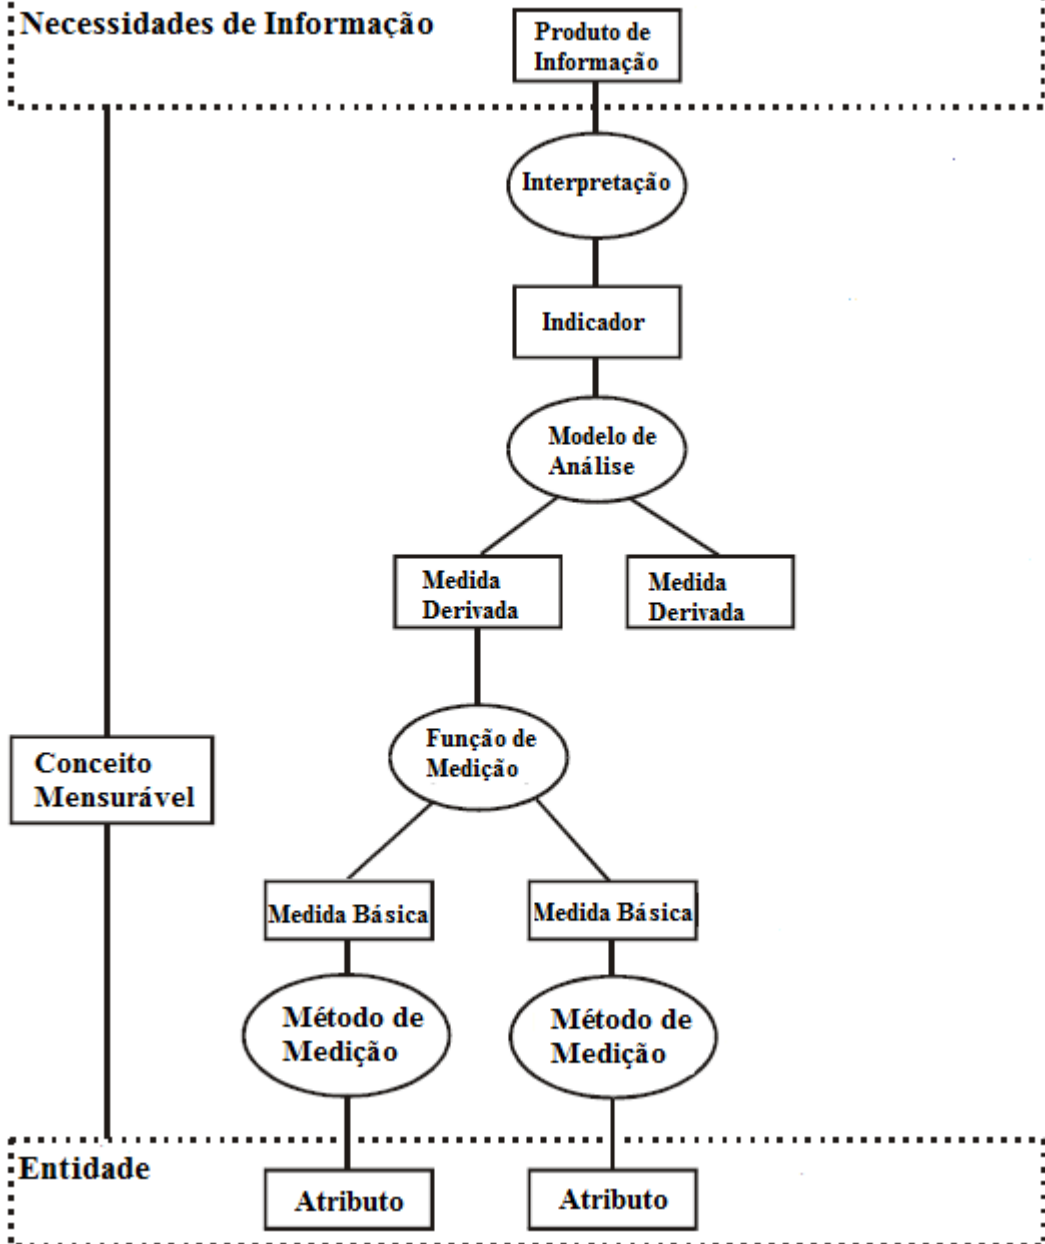 Necessidades de Informação
Produto de
Informação
Interpretação
Indicador
Modelo de
Análise
Medida
Derivada
Medida
Derivada
Função de
Medição
Conceito
Mensurável
Medida Básica
Medida Básica
Método de
Medição
Método de
Medição
Entidade
Atributo
Atributo